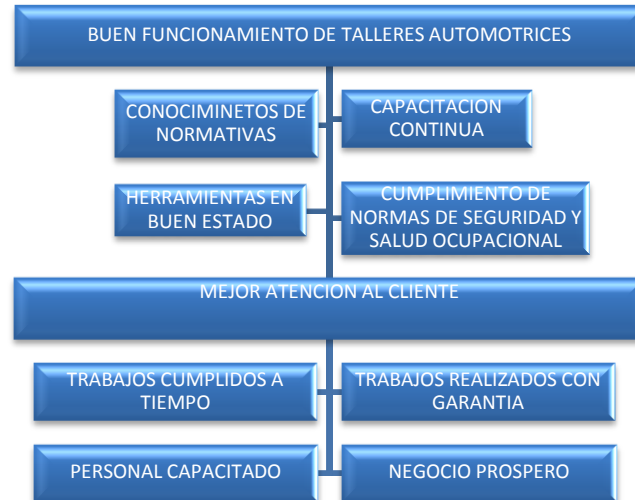 BUEN FUNCIONAMIENTO DE TALLERES AUTOMOTRICES
CONOCIMINETOS DE
NORMATIVAS
CAPACITACION
CONTINUA
HERRAMIENTAS EN
BUEN ESTADO
CUMPLIMIENTO DE
NORMAS DE SEGURIDAD Y
SALUD OCUPACIONAL
MEJOR ATENCION AL CLIENTE
TRABAJOS CUMPLIDOS A
TIEMPO
TRABAJOS REALIZADOS CON
GARANTIA
PERSONAL CAPACITADO
NEGOCIO PROSPERO